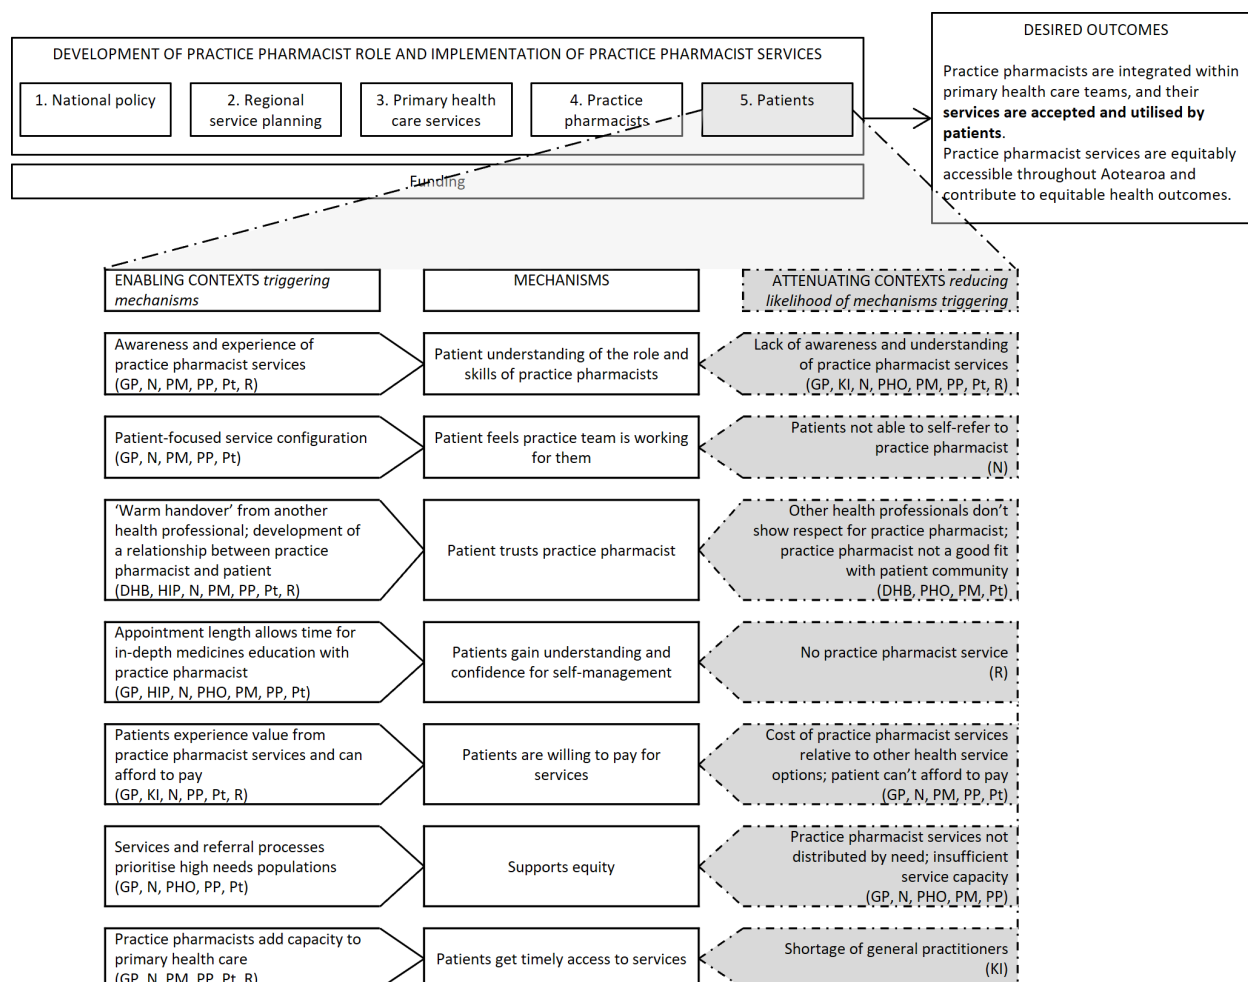 DEVELOPMENT OF PRACTICE PHARMACIST ROLE AND IMPLEMENTATION OF PRACTICE PHARMACIST SERVICES
1. National policy
2. Regional
service planning
3. Primary health
care services
4. Practice
pharmacists
5. Patients
Funding
DESIRED OUTCOMES
Practice pharmacists are integrated within
primary health care teams, and their
services are accepted and utilised by
patients.
Practice pharmacist services are equitably
accessible throughout Aotearoa and
contribute to equitable health outcomes.
ENABLING CONTEXTS triggering
mechanisms
MECHANISMS
ATTENUATING CONTEXTS reducing
likelihood of mechanisms triggering
Awareness and experience of
practice pharmacist services
(GP, N, PM, PP, Pt, R)
Patient understanding of the role and
skills of practice pharmacists
Lack of awareness and understanding
of practice pharmacist services
(GP, KI, N, PHO, PM, PP, Pt, R)
Patient-focused service configuration
(GP, N, PM, PP, Pt)
Patient feels practice team is working
for them
Patients not able to self-refer to
practice pharmacist
(N)
‘Warm handover’ from another
health professional; development of
a relationship between practice
pharmacist and patient
(DHB, HIP, N, PM, PP, Pt, R)
Patient trusts practice pharmacist
Other health professionals don’t
show respect for practice pharmacist;
practice pharmacist not a good fit
with patient community
(DHB, PHO, PM, Pt)
Appointment length allows time for
in-depth medicines education with
practice pharmacist
(GP, HIP, N, PHO, PM, PP, Pt)
Patients gain understanding and
confidence for self-management
No practice pharmacist service
(R)
Patients experience value from
practice pharmacist services and can
afford to pay
(GP, KI, N, PP, Pt, R)
Patients are willing to pay for
services
Cost of practice pharmacist services
relative to other health service
options; patient can’t afford to pay
(GP, N, PM, PP, Pt)
Services and referral processes
prioritise high needs populations
(GP, N, PHO, PP, Pt)
Supports equity
Practice pharmacist services not
distributed by need; insufficient
service capacity
(GP, N, PHO, PM, PP)
Practice pharmacists add capacity to
primary health care
(GP, N, PM, PP, Pt, R)
Patients get timely access to services
Shortage of general practitioners
(KI)